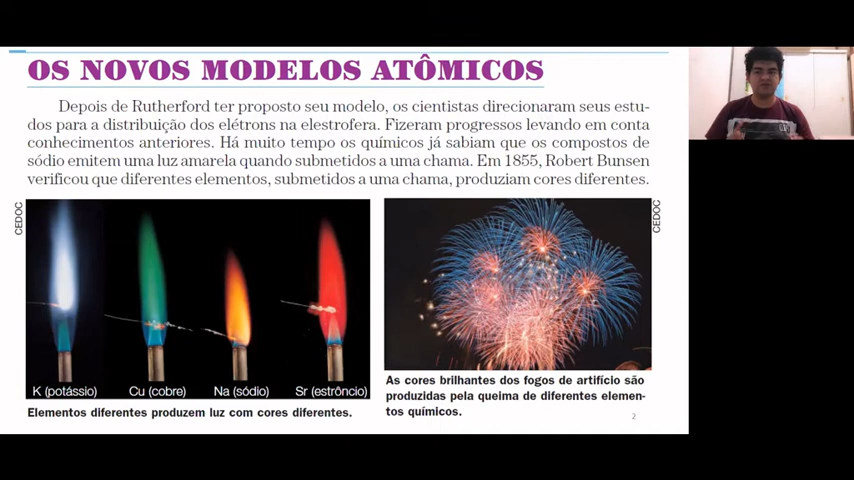 OS NOVOS MODELOS ATÔMICOS
Depois de Rutherford ter proposto seu modelo, os cientistas direcionaram seus estu-
dos para a distribuição dos elétrons na elestrofera. Fizeram progressos levando em conta
conhecimentos anteriores. Há muito tempo os químicos já sabiam que os compostos de
sódio emitem uma luz amarela quando submetidos a uma chama. Em 1855, Robert Bunsen
verificou que diferentes elementos, submetidos a uma chama, produziam cores diferentes.
CEDOC
K (potássio)
Cu (cobre)
Na (sódio)
Sr (estrôncio)
Elementos diferentes produzem luz com cores diferentes.
CEDOC
As cores brilhantes dos fogos de artifício são
produzidas pela queima de diferentes elemen-
tos químicos.
2